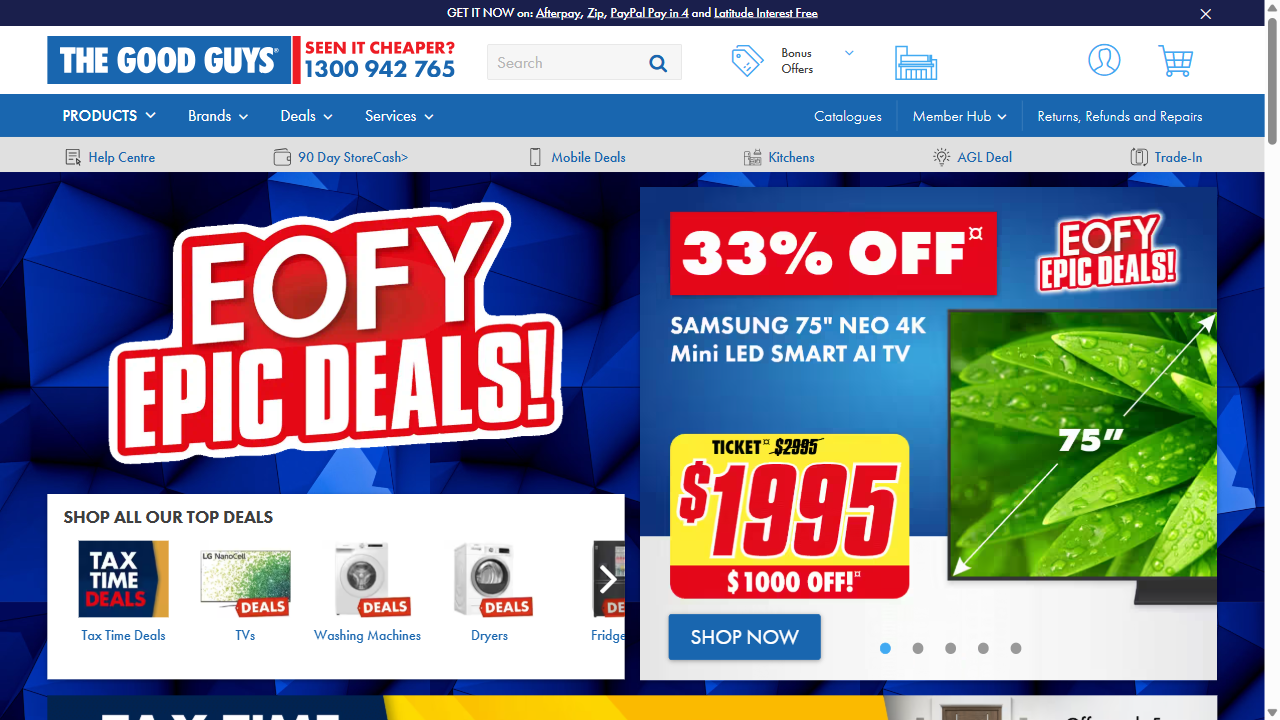 GET IT NOW on: Afterpay, Zip, PayPal Pay in 4 and Latitude Interest Free
THE GOOD GUYS®
SEEN IT CHEAPER?
1300 942 765
Search
Bonus
Offers
PRODUCTS
Brands
Deals
Services
Catalogues
Member Hub
Returns, Refunds and Repairs
Help Centre
90 Day StoreCash>
Mobile Deals
Kitchens
AGL Deal
Trade-In
EOFY
EPIC DEALS!
33% OFF¤
EOFY
EPIC DEALS!
SAMSUNG 75" NEO 4K
Mini LED SMART AI TV
75"
TICKET¤ $2995
$1995
$1000 OFF!¤
SHOP NOW
SHOP ALL OUR TOP DEALS
TAX
TIME
DEALS
LG NanoCell
DEALS
DEALS
DEALS
DE
Tax Time Deals
TVs
Washing Machines
Dryers
Fridge
TAX TIME